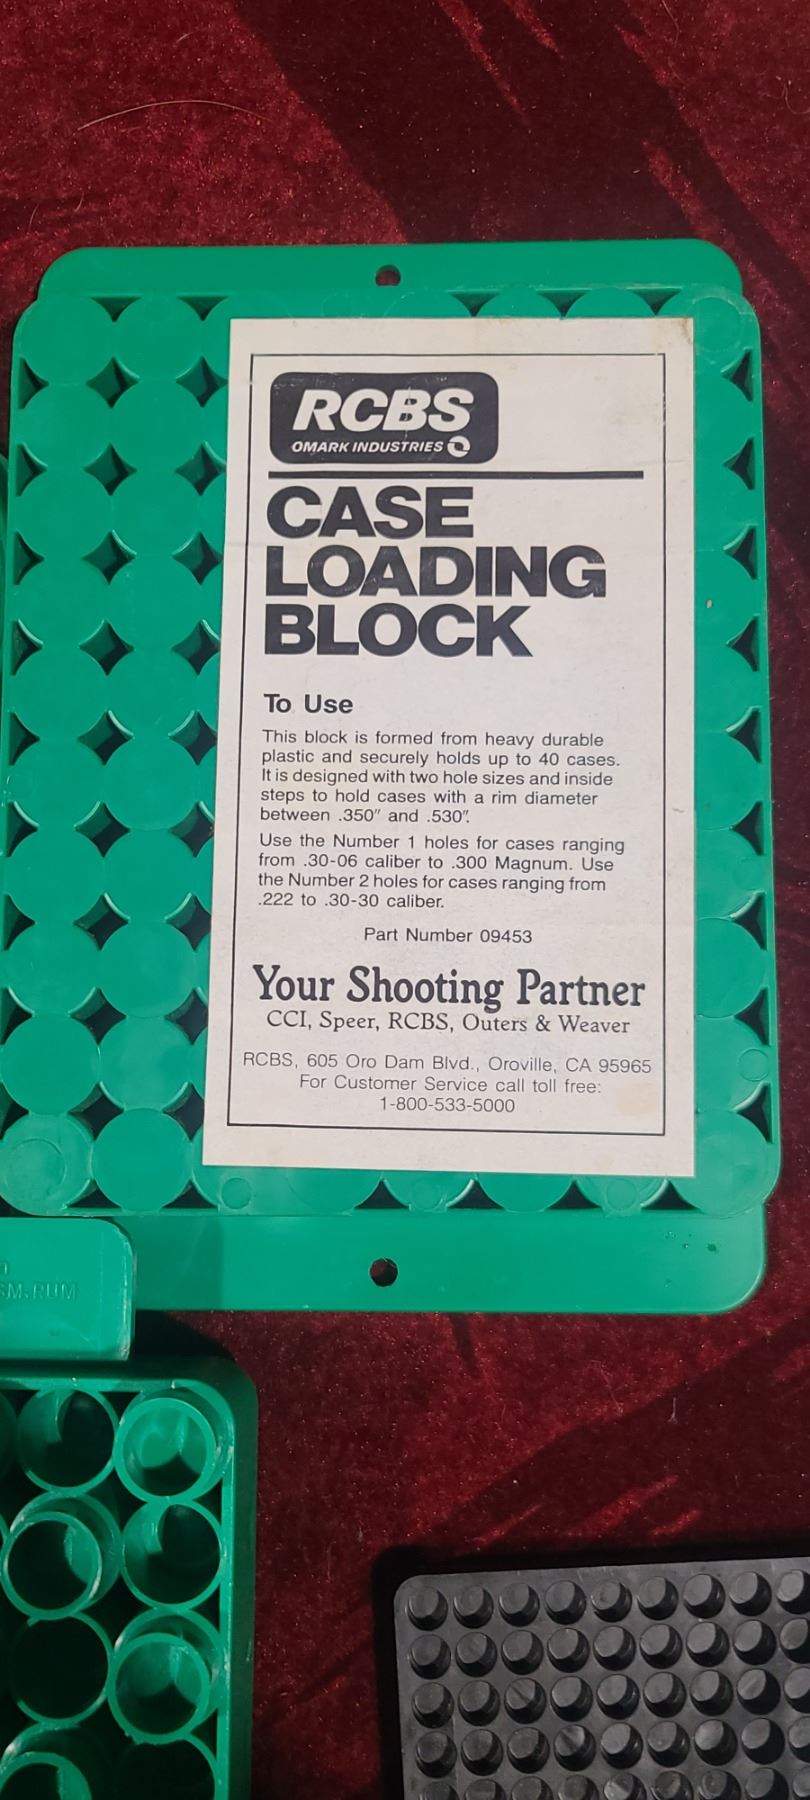 RCBS
OMARK INDUSTRIES
CASE
LOADING
BLOCK
To Use
This block is formed from heavy durable
plastic and securely holds up to 40 cases.
It is designed with two hole sizes and inside
steps to hold cases with a rim diameter
between .350" and .530".
Use the Number 1 holes for cases ranging
from .30-06 caliber to .300 Magnum. Use
the Number 2 holes for cases ranging from
.222 to .30-30 caliber.
Part Number 09453
Your Shooting Partner
CCI, Speer, RCBS, Outers & Weaver
RCBS, 605 Oro Dam Blvd., Oroville, CA 95965
For Customer Service call toll free:
1-800-533-5000
SM.RUM